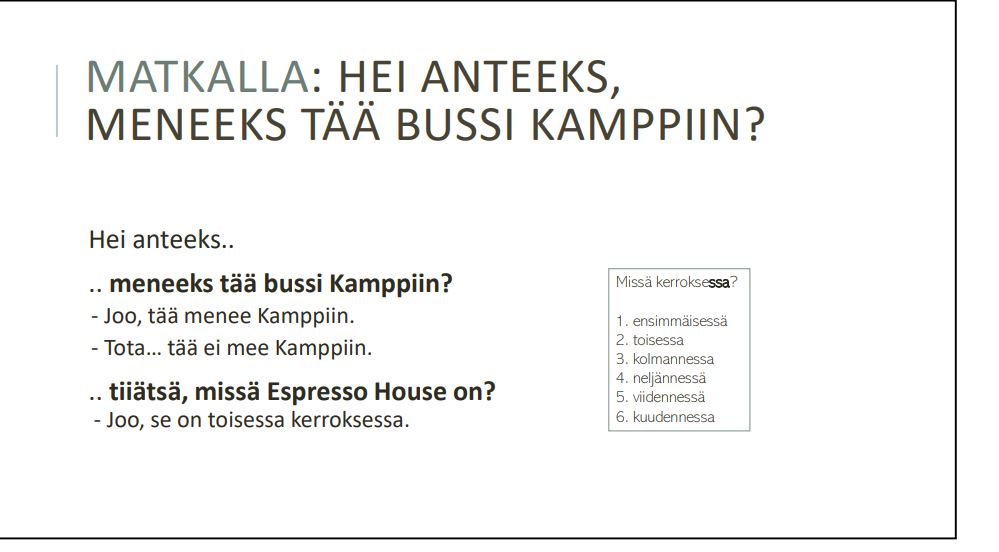 MATKALLA: HEI ANTEEKS,
MENEEKS TÄÄ BUSSI KAMPPIIN?
Hei anteeks..
.. meneeks tää bussi Kamppiin?
- Joo, tää menee Kamppiin.
- Tota... tää ei mee Kamppiin.
.. tiiätsä, missä Espresso House on?
- Joo, se on toisessa kerroksessa.
Missä kerroksessa?
1. ensimmäisessä
2. toisessa
3. kolmannessa
4. neljännessä
5. viidennessä
6. kuudennessa